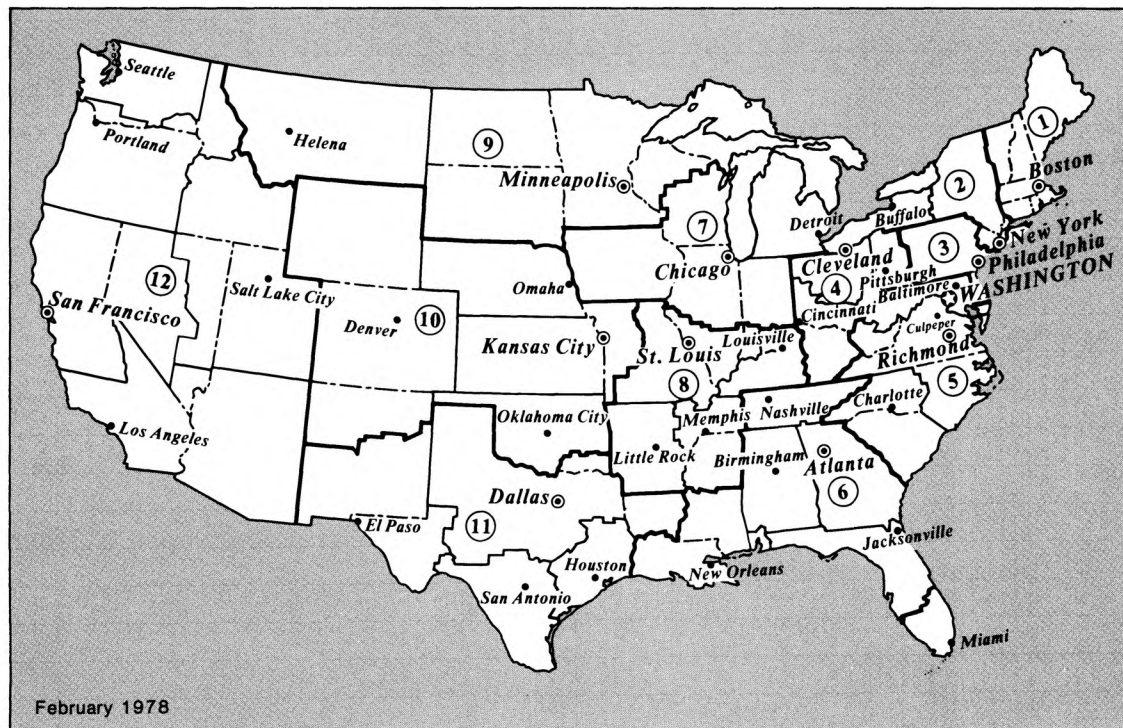 Seattle
Portland
Helena
9
Minneapolis
1
Boston
2
Buffalo
Detroit
7
Chicago
New York
3
Philadelphia
Cleveland
4
Pittsburgh
Baltimore
WASHINGTON
Cincinnati
Culpeper
Richmond
5
12
San Francisco
Salt Lake City
Omaha
10
Denver
Kansas City
St. Louis
Louisville
8
Los Angeles
Oklahoma City
Memphis
Nashville
Charlotte
Little Rock
Birmingham
Atlanta
6
Dallas
11
El Paso
Houston
San Antonio
New Orleans
Jacksonville
Miami
February 1978